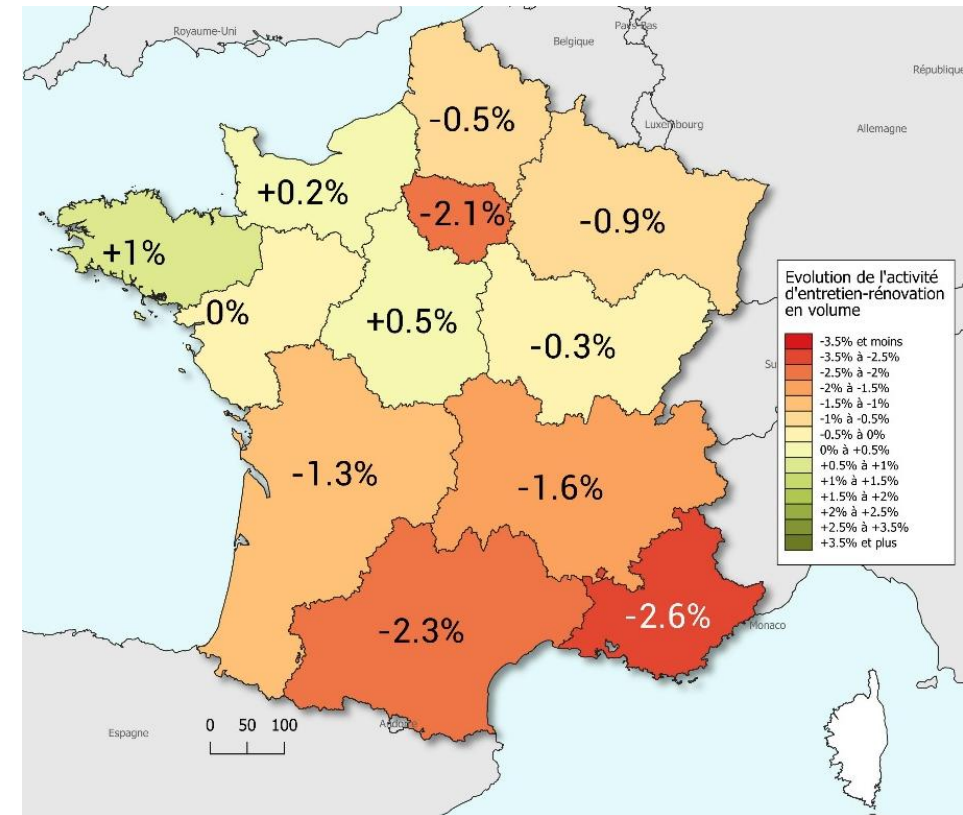 Royaume-Uni
Pays-Bas
Belgique
République
Luxembourg
Allemagne
-0.5%
+0.2%
-2.1%
-0.9%
+1%
0%
+0.5%
-0.3%
-1.3%
-1.6%
-2.3%
-2.6%
Evolution de l'activité
d'entretien-rénovation
en volume
-3.5% et moins
-3.5% à -2.5%
-2.5% à -2%
-2% à -1.5%
-1.5% à -1%
-1% à -0.5%
-0.5% à 0%
0% à +0.5%
+0.5% à +1%
+1% à +1.5%
+1.5% à +2%
+2% à +2.5%
+2.5% à +3.5%
+3.5% et plus
Su
Monaco
Andorre
Espagne
0 50 100